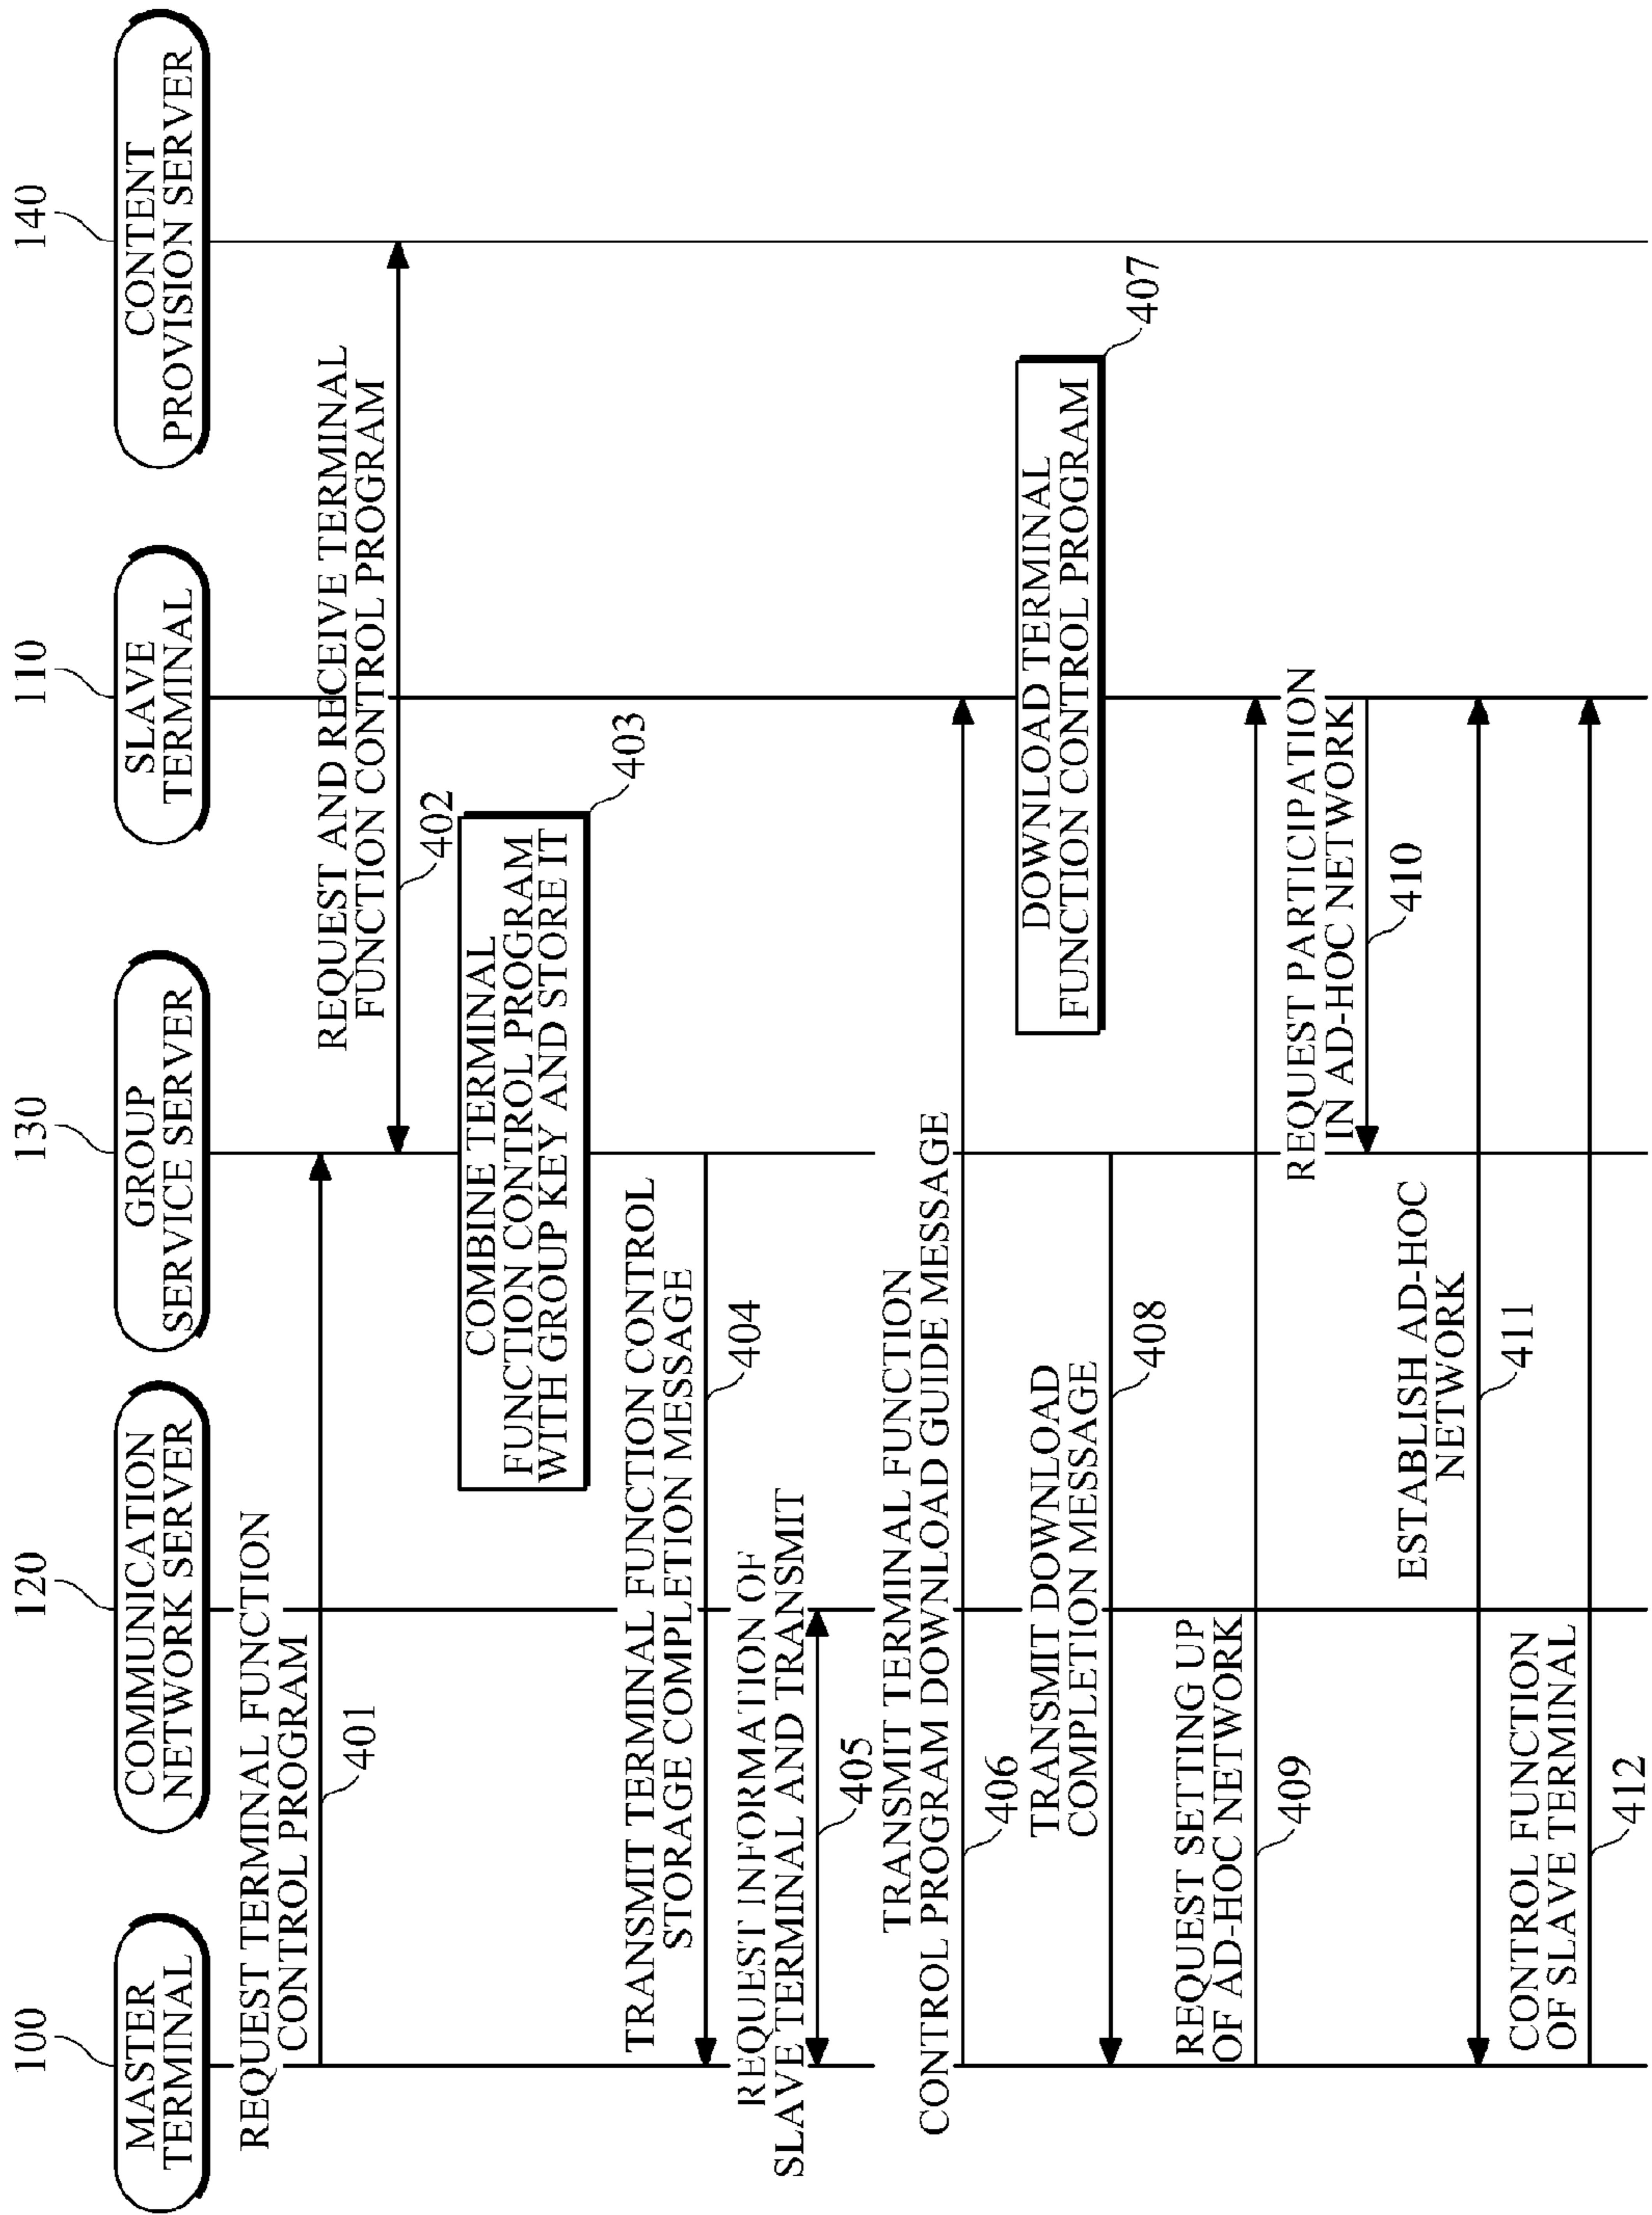 100
MASTER
TERMINAL
120
COMMUNICATION
NETWORK SERVER
130
GROUP
SERVICE SERVER
110
SLAVE
TERMINAL
140
CONTENT
PROVISION SERVER
REQUEST TERMINAL FUNCTION
CONTROL PROGRAM
401
REQUEST AND RECEIVE TERMINAL
FUNCTION CONTROL PROGRAM
402
COMBINE TERMINAL
FUNCTION CONTROL PROGRAM
WITH GROUP KEY AND STORE IT
403
TRANSMIT TERMINAL FUNCTION CONTROL
STORAGE COMPLETION MESSAGE
404
REQUEST INFORMATION OF
SLAVE TERMINAL AND TRANSMIT
405
TRANSMIT TERMINAL FUNCTION
CONTROL PROGRAM DOWNLOAD GUIDE MESSAGE
406
DOWNLOAD TERMINAL
FUNCTION CONTROL PROGRAM
407
TRANSMIT DOWNLOAD
COMPLETION MESSAGE
408
REQUEST SETTING UP
OF AD-HOC NETWORK
409
REQUEST PARTICIPATION
IN AD-HOC NETWORK
410
ESTABLISH AD-HOC
NETWORK
411
CONTROL FUNCTION
OF SLAVE TERMINAL
412